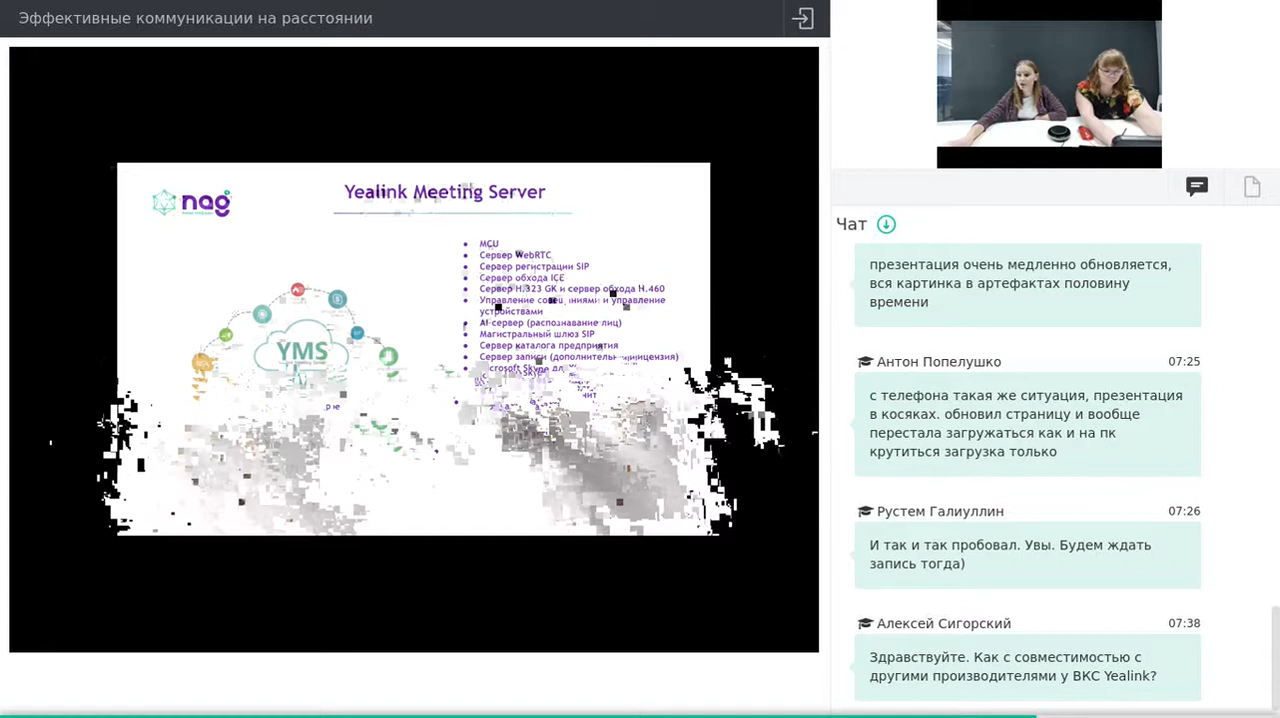 Эффективные коммуникации на расстоянии
nag
Yealink Meeting Server
MCU
Сервер WebRTC
Сервер регистрации SIP
Сервер обхода ICE
Сервер H.323 GK и сервер обхода H.460
Управление и управление
устройствами
AI-сервер (распознавание лиц)
Магистральный шлюз SIP
Сервер каталога предприятия
Сервер записи
YMS
Чат
презентация очень медленно обновляется,
вся картинка в артефактах половину
времени
Антон Попелушко 07:25
с телефона такая же ситуация, презентация
в косяках. обновил страницу и вообще
перестала загружаться как и на пк
крутиться загрузка только
Рустем Галиуллин 07:26
И так и так пробовал. Увы. Будем ждать
запись тогда)
Алексей Сигорский 07:38
Здравствуйте. Как с совместимостью с
другими производителями у ВКС Yealink?